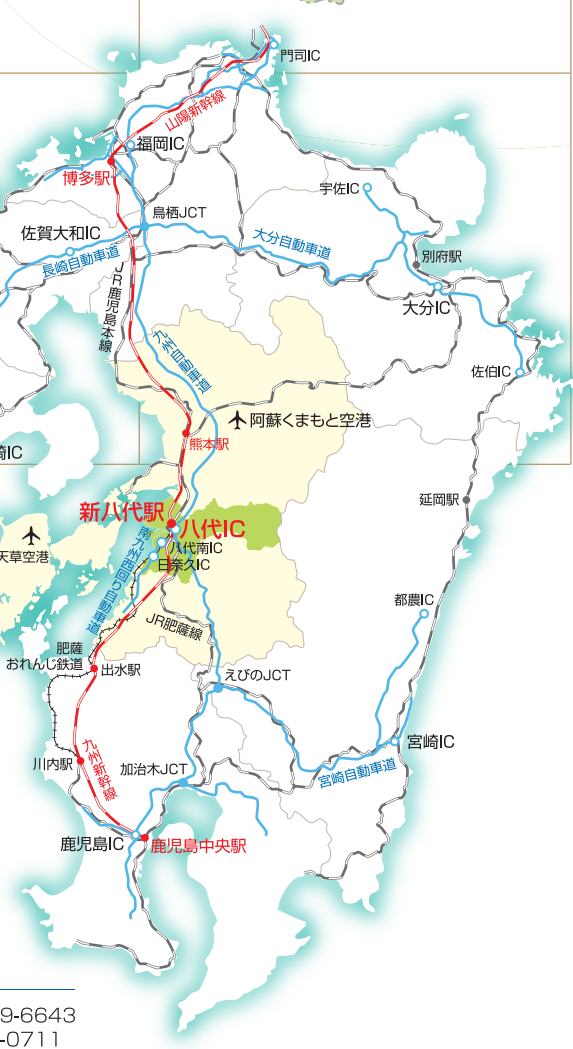 門司IC
山陽新幹線
福岡IC
博多駅
宇佐IC
鳥栖JCT
佐賀大和IC
大分自動車道
長崎自動車道
別府駅
JR鹿児島本線
大分IC
九州自動車道
佐伯IC
阿蘇くまもと空港
熊本駅
IC
延岡駅
新八代駅
八代IC
天草空港
八代南IC
日奈久IC
南九州西回り自動車道
都農IC
JR肥薩線
肥薩
おれんじ鉄道
出水駅
えびのJCT
宮崎IC
川内駅
九州新幹線
加治木JCT
宮崎自動車道
鹿児島IC
鹿児島中央駅
9-6643
-0711